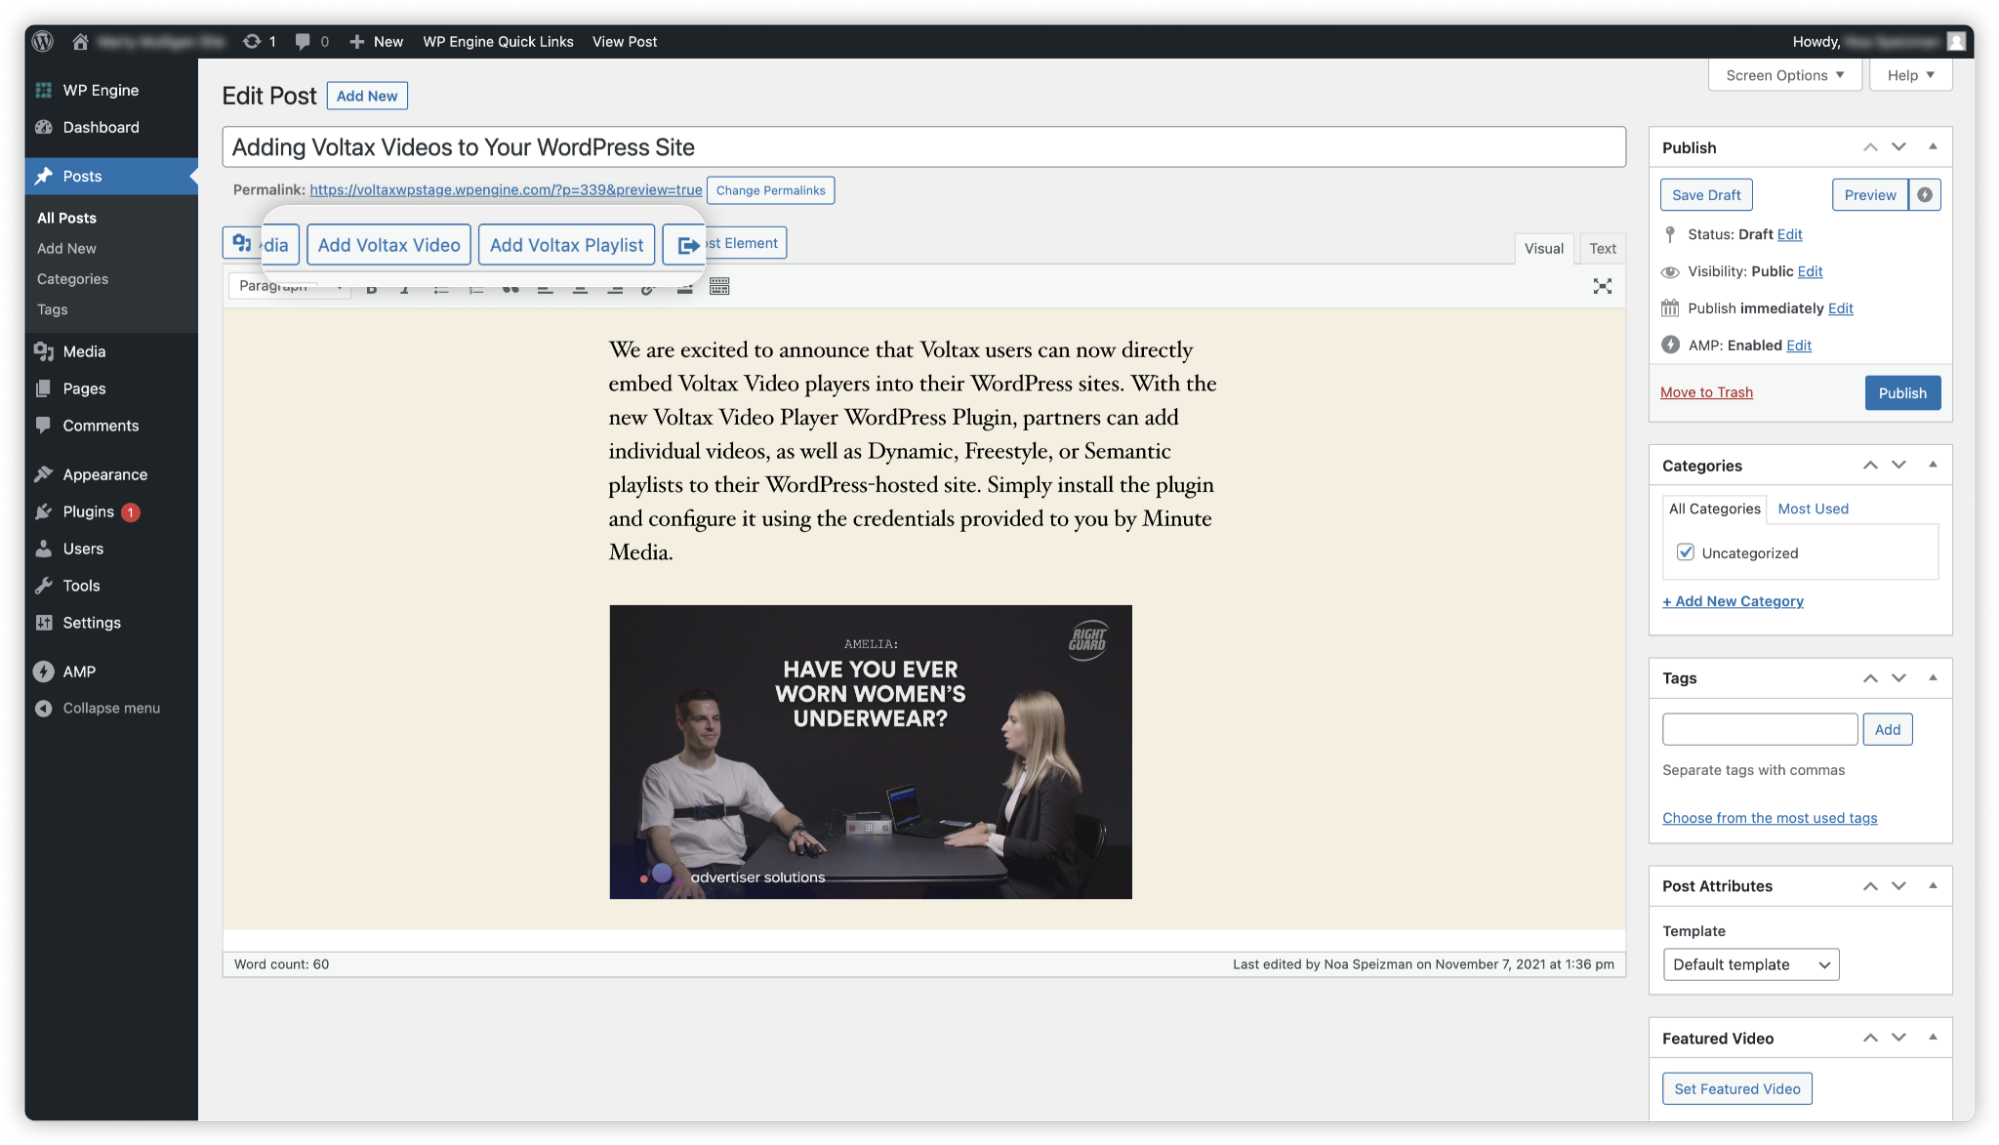 1
0
New
WP Engine Quick Links
View Post
Howdy,
WP Engine
Dashboard
Posts
All Posts
Add New
Categories
Tags
Media
Pages
Comments
Appearance
Plugins 1
Users
Tools
Settings
AMP
Collapse menu
Screen Options
Help
Edit Post
Add New
Adding Voltax Videos to Your WordPress Site
Permalink: https://voltaxwpstage.wpengine.com/?p=339&preview=true
Change Permalinks
dia
Add Voltax Video
Add Voltax Playlist
st Element
Visual
Text
Paragraph
We are excited to announce that Voltax users can now directly
embed Voltax Video players into their WordPress sites. With the
new Voltax Video Player WordPress Plugin, partners can add
individual videos, as well as Dynamic, Freestyle, or Semantic
playlists to their WordPress-hosted site. Simply install the plugin
and configure it using the credentials provided to you by Minute
Media.
AMELIA:
HAVE YOU EVER
WORN WOMEN'S
UNDERWEAR?
RIGHT
GUARD
advertiser solutions
Word count: 60
Last edited by Noa Speizman on November 7, 2021 at 1:36 pm
Publish
Save Draft
Preview
Status: Draft Edit
Visibility: Public Edit
Publish immediately Edit
AMP: Enabled Edit
Move to Trash
Publish
Categories
All Categories
Most Used
Uncategorized
+ Add New Category
Tags
Add
Separate tags with commas
Choose from the most used tags
Post Attributes
Template
Default template
Featured Video
Set Featured Video